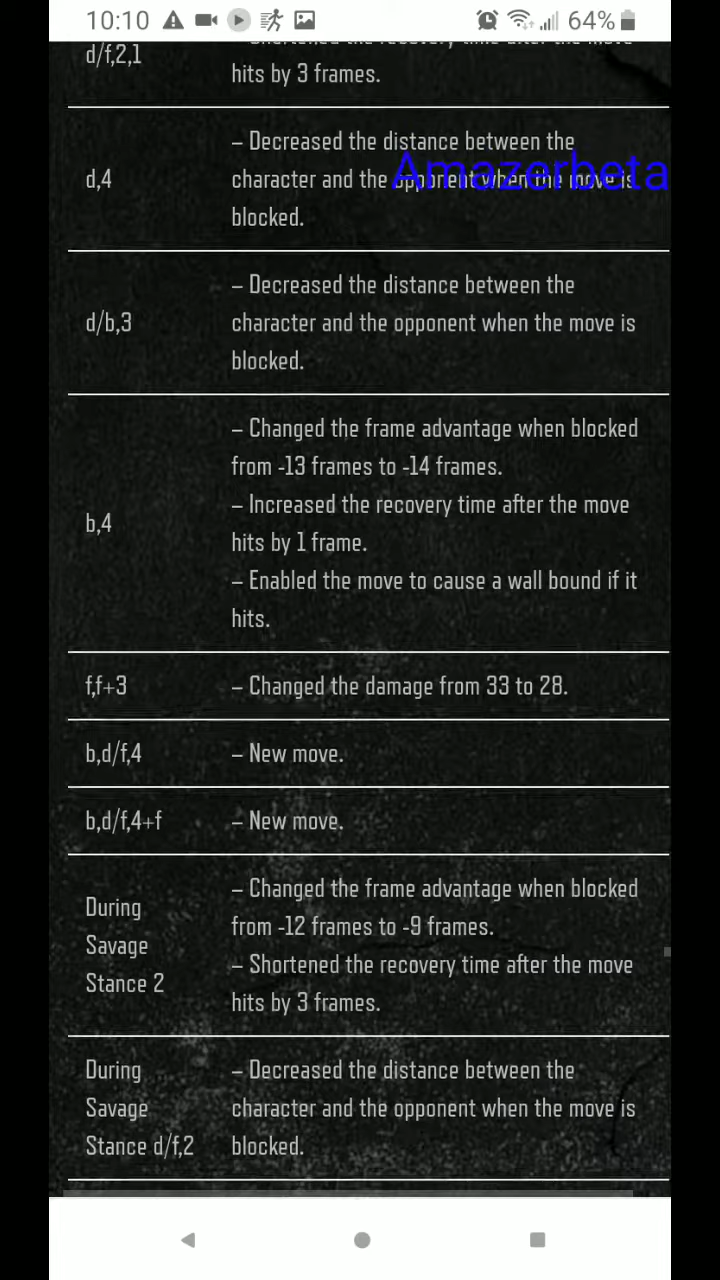 10:10
64%
d/f,2,1
– Shortened the recovery time after the move
hits by 3 frames.
d,4
– Decreased the distance between the
character and the opponent when the move is
blocked.
Amazerbeta
d/b,3
– Decreased the distance between the
character and the opponent when the move is
blocked.
b,4
– Changed the frame advantage when blocked
from -13 frames to -14 frames.
– Increased the recovery time after the move
hits by 1 frame.
– Enabled the move to cause a wall bound if it
hits.
f,f+3
– Changed the damage from 33 to 28.
b,d/f,4
– New move.
b,d/f,4+f
– New move.
During
Savage
Stance 2
– Changed the frame advantage when blocked
from -12 frames to -9 frames.
– Shortened the recovery time after the move
hits by 3 frames.
During
Savage
Stance d/f,2
– Decreased the distance between the
character and the opponent when the move is
blocked.